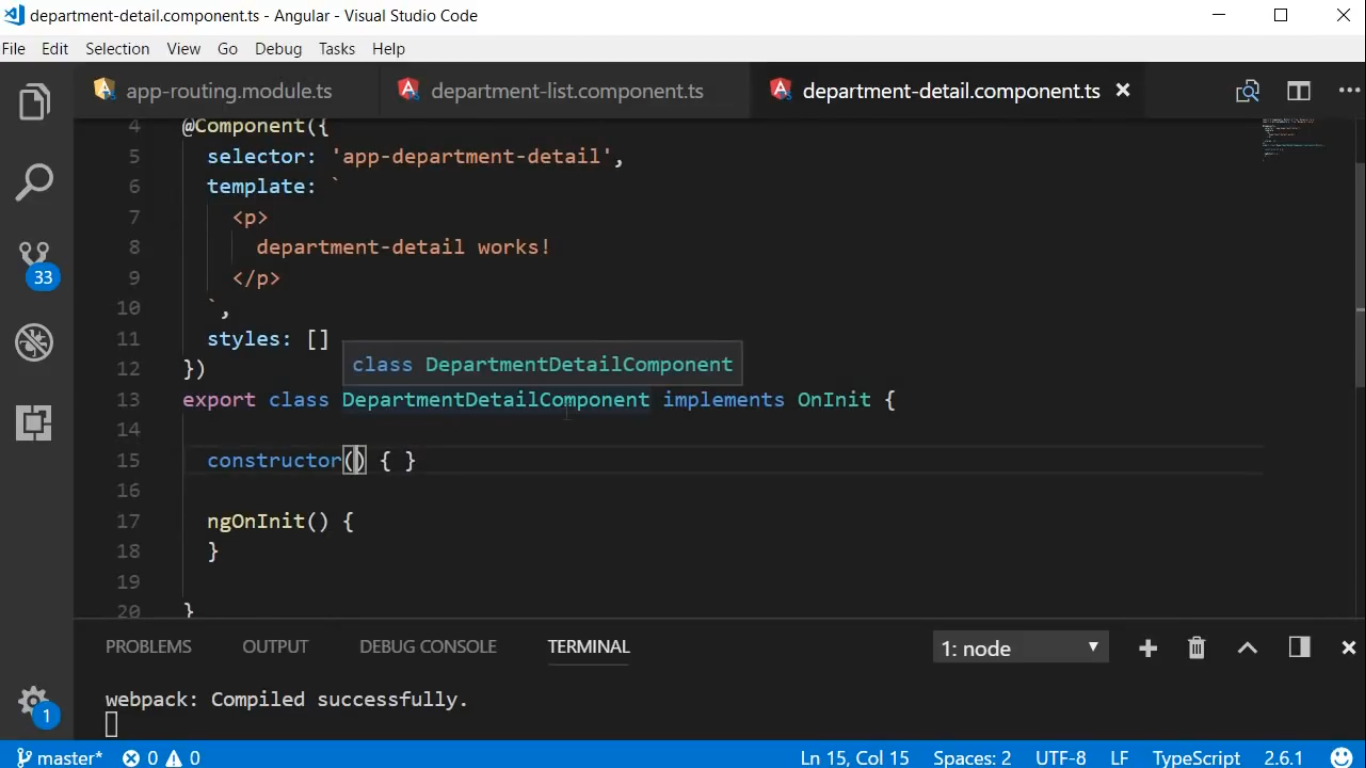 department-detail.component.ts - Angular - Visual Studio Code
File Edit Selection View Go Debug Tasks Help
app-routing.module.ts department-list.component.ts department-detail.component.ts
4 @Component({
5 selector: 'app-department-detail',
6 template: `
7 <p>
8 department-detail works!
9 </p>
10 `,
11 styles: []
class DepartmentDetailComponent
12 })
13 export class DepartmentDetailComponent implements OnInit {
14
15 constructor() { }
16
17 ngOnInit() {
18 }
19
20 }
33
1
PROBLEMS OUTPUT DEBUG CONSOLE TERMINAL 1: node
webpack: Compiled successfully.
master* 0 0 Ln 15, Col 15 Spaces: 2 UTF-8 LF TypeScript 2.6.1